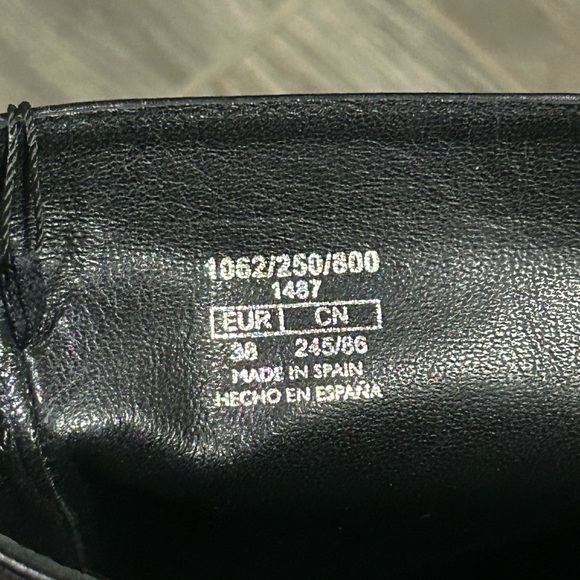 1062/250/800
1487
EUR CN
38 245/86
MADE IN SPAIN
HECHO EN ESPAÑA